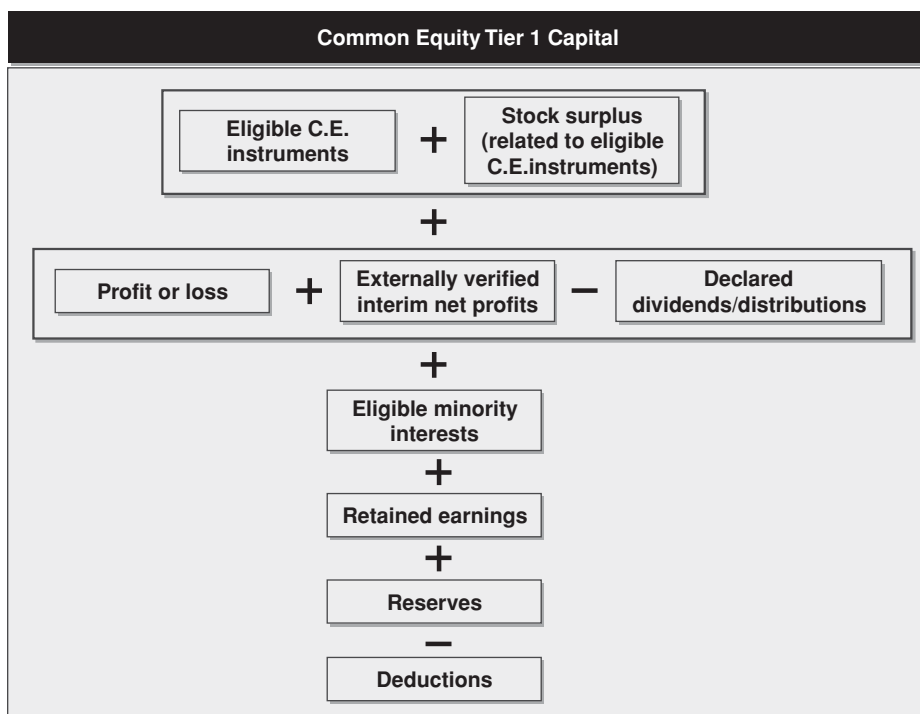 Common Equity Tier 1 Capital
Eligible C.E.
instruments
+
Stock surplus
(related to eligible
C.E.instruments)
+
Profit or loss
+
Externally verified
interim net profits
−
Declared
dividends/distributions
+
Eligible minority
interests
+
Retained earnings
+
Reserves
−
Deductions